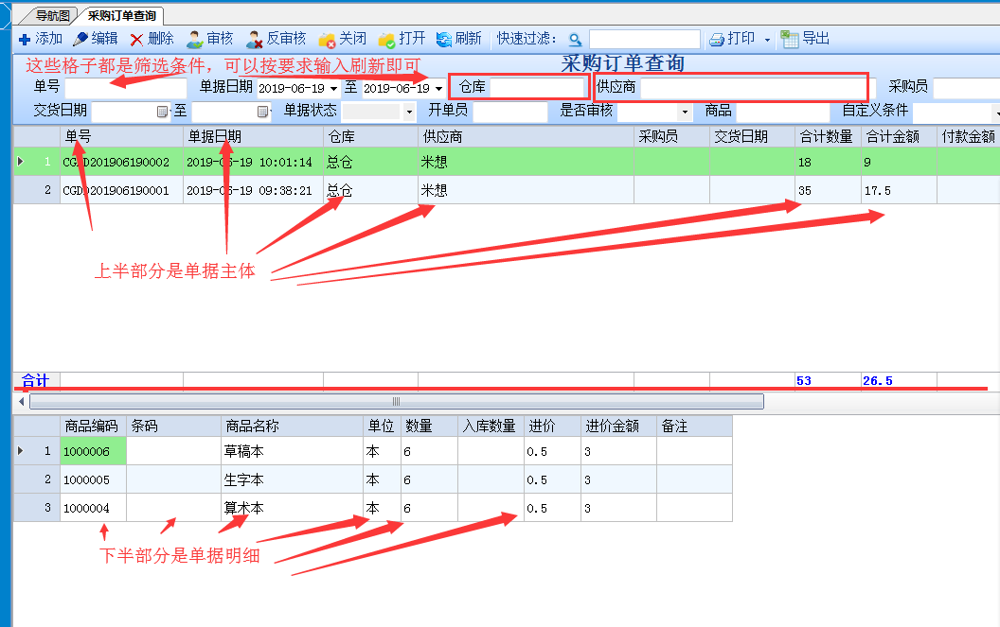 导航图 采购订单查询
添加 编辑 删除 审核 反审核 关闭 打开 刷新 快速过滤: 打印 导出
这些格子都是筛选条件，可以按要求输入刷新即可 采购订单查询
单号 单据日期 2019-06-19 至 2019-06-19 仓库 供应商 采购员
交货日期 至 单据状态 开单员 是否审核 商品 自定义条件
单号 单据日期 仓库 供应商 采购员 交货日期 合计数量 合计金额 付款金额
1 CGDD201906190002 2019-06-19 10:01:14 总仓 米想 18 9
2 CGDD201906190001 2019-06-19 09:38:21 总仓 米想 35 17.5
上半部分是单据主体
合计 53 26.5
商品编码 条码 商品名称 单位 数量 入库数量 进价 进价金额 备注
1 1000006 草稿本 本 6 0.5 3
2 1000005 生字本 本 6 0.5 3
3 1000004 算术本 本 6 0.5 3
下半部分是单据明细